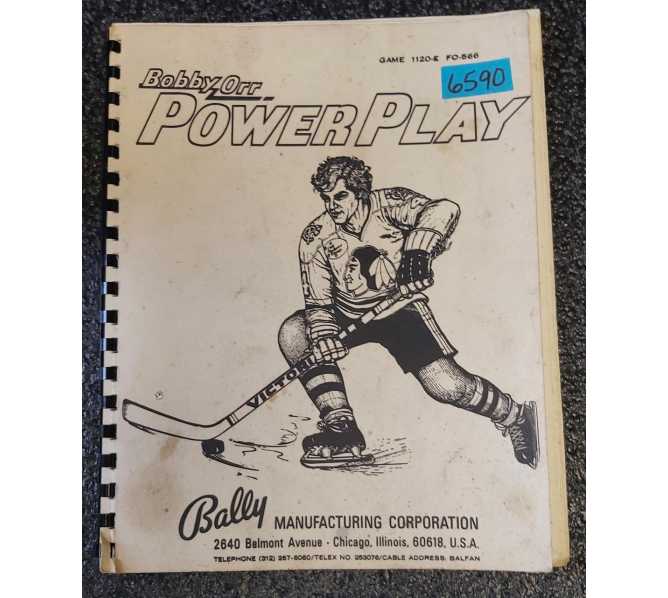 GAME 1120-E FO-566
6590
Bobby Orr
POWER PLAY
VICTORI
Bally MANUFACTURING CORPORATION
2640 Belmont Avenue · Chicago, Illinois, 60618, U.S.A.
TELEPHONE (312) 267-6060/TELEX NO. 253076/CABLE ADDRESS: BALFAN